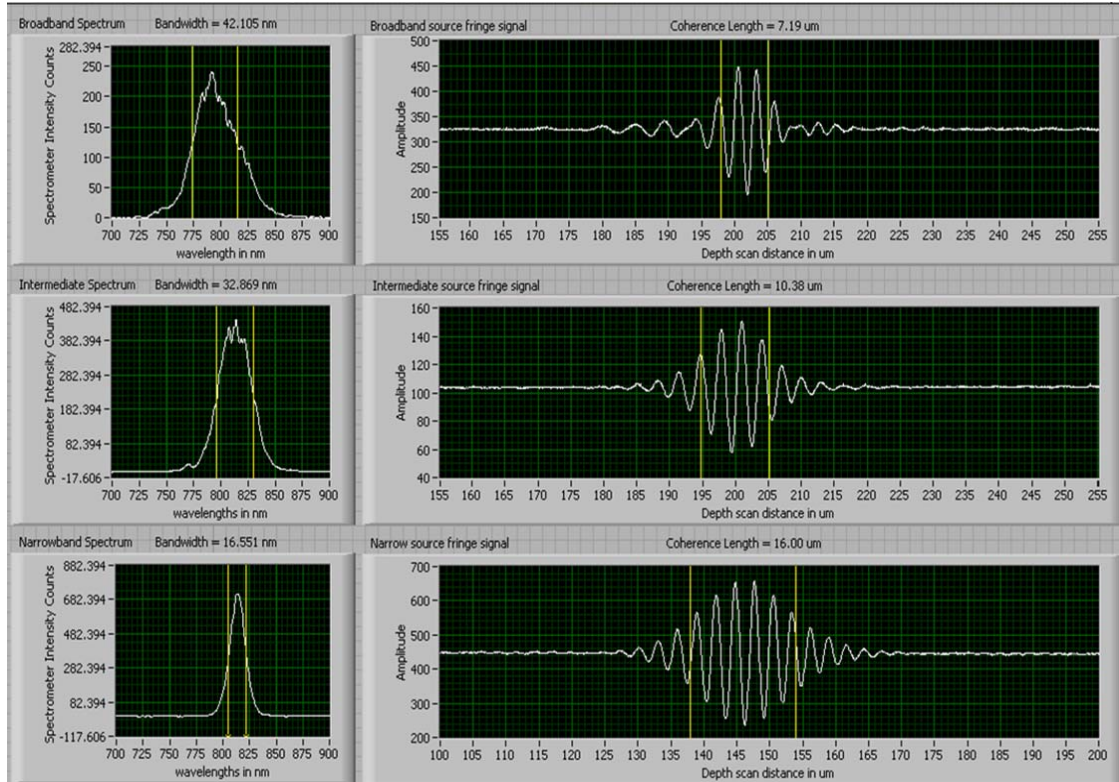 Broadband Spectrum Bandwidth = 42.105 nm
Spectrometer Intensity Counts
282.394
250
200
150
100
50
0
700 725 750 775 800 825 850 875 900
wavelengths in nm
Broadband source fringe signal Coherence Length = 7.19 um
Amplitude
500
450
400
350
300
250
200
150
155 160 165 170 175 180 185 190 195 200 205 210 215 220 225 230 235 240 245 250 255
Depth scan distance in um
Intermediate Spectrum Bandwidth = 32.869 nm
Spectrometer Intensity Counts
482.394
382.394
282.394
182.394
82.394
-17.606
700 725 750 775 800 825 850 875 900
wavelengths in nm
Intermediate source fringe signal Coherence Length = 10.38 um
Amplitude
160
140
120
100
80
60
40
155 160 165 170 175 180 185 190 195 200 205 210 215 220 225 230 235 240 245 250 255
Depth scan distance in um
Narrowband Spectrum Bandwidth = 16.551 nm
Spectrometer Intensity Counts
882.394
682.394
482.394
282.394
82.394
-117.606
700 725 750 775 800 825 850 875 900
wavelengths in nm
Narrow source fringe signal Coherence Length = 16.00 um
Amplitude
700
600
500
400
300
200
100 105 110 115 120 125 130 135 140 145 150 155 160 165 170 175 180 185 190 195 200
Depth scan distance in um